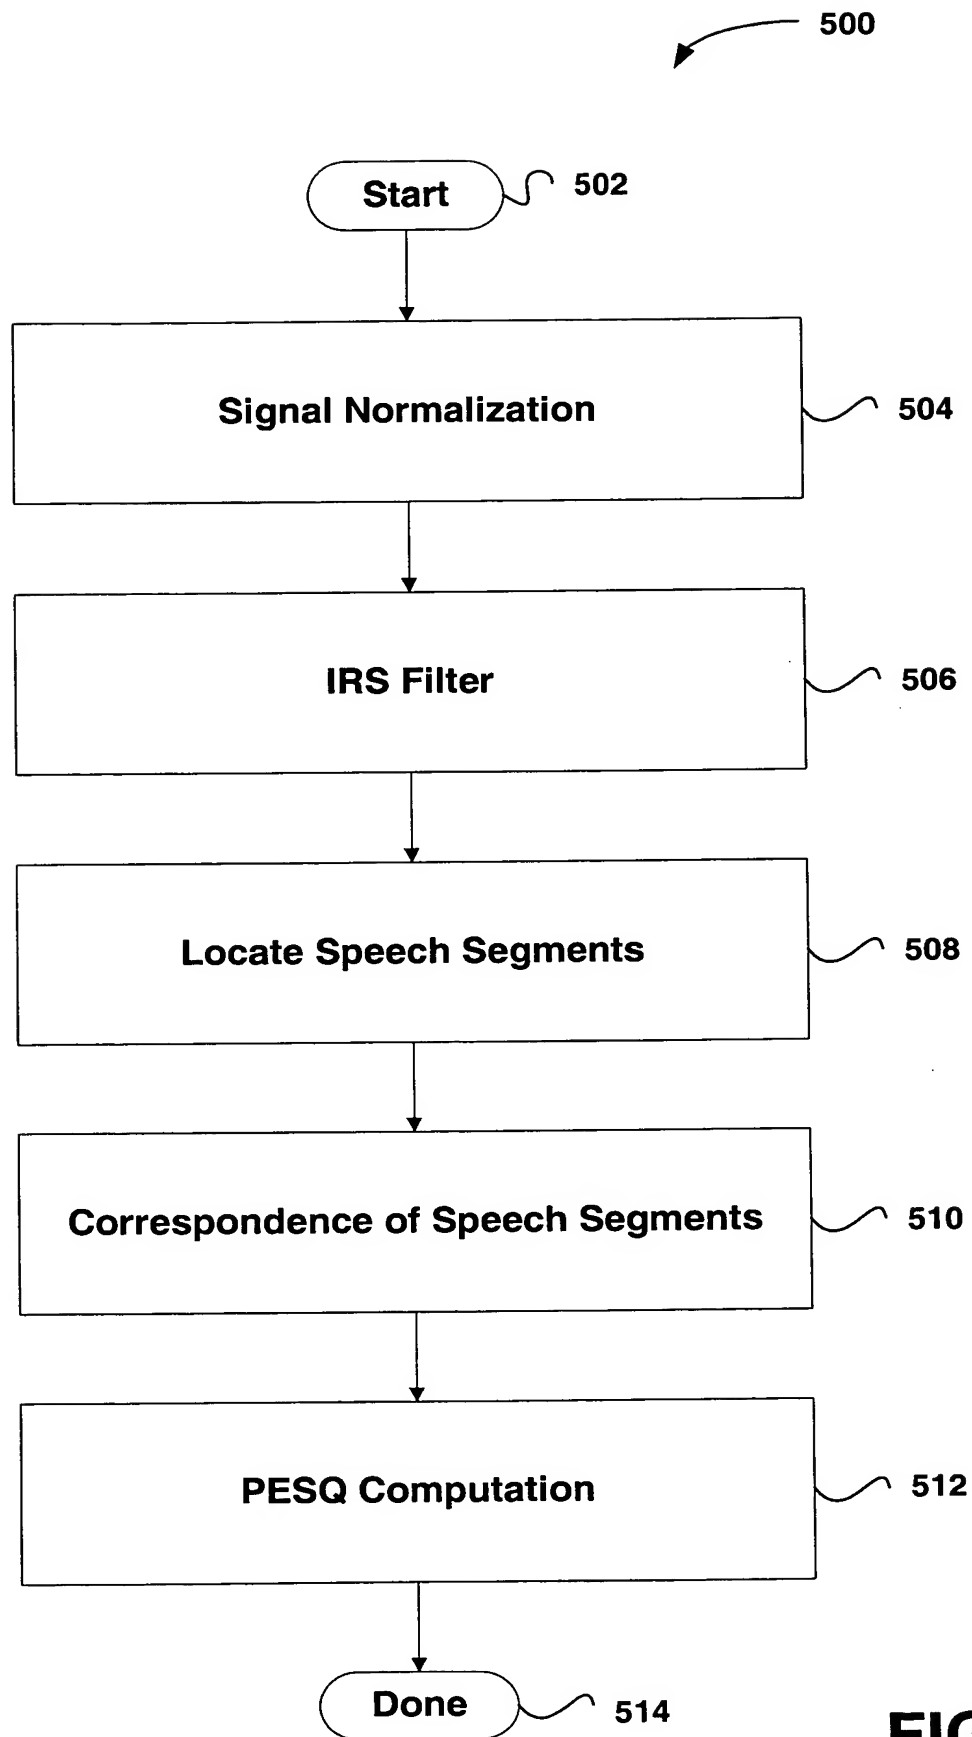 500
Start
502
Signal Normalization
504
IRS Filter
506
Locate Speech Segments
508
Correspondence of Speech Segments
510
PESQ Computation
512
Done
514